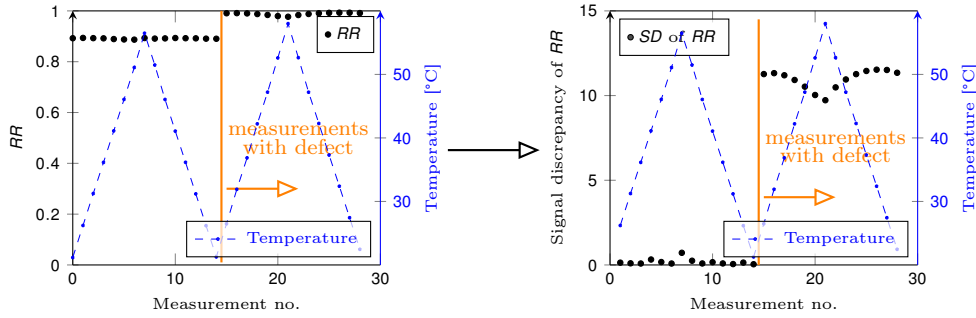 1
0.8
0.6
0.4
0.2
0
RR
0
10
20
30
Measurement no.
50
40
30
Temperature [°C]
RR
measurements
with defect
Temperature
15
10
5
0
Signal discrepancy of RR
0
10
20
30
Measurement no.
50
40
30
Temperature [°C]
SD of RR
measurements
with defect
Temperature